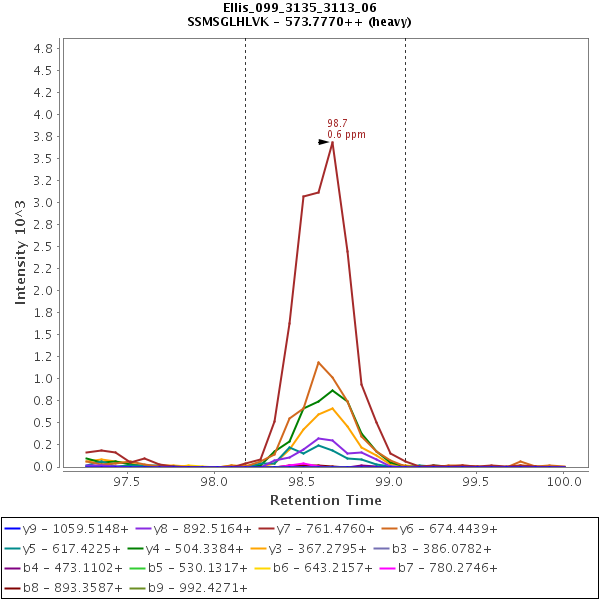 Ellis_099_3135_3113_06
SSMSGLHLVK - 573.7770++ (heavy)
98.7
0.6 ppm
Intensity 10^3
4.8
4.5
4.2
4.0
3.8
3.5
3.2
3.0
2.8
2.5
2.2
2.0
1.8
1.5
1.2
1.0
0.8
0.5
0.2
0.0
97.5 98.0 98.5 99.0 99.5 100.0
Retention Time
y9 - 1059.5148+ y8 - 892.5164+ y7 - 761.4760+ y6 - 674.4439+
y5 - 617.4225+ y4 - 504.3384+ y3 - 367.2795+ b3 - 386.0782+
b4 - 473.1102+ b5 - 530.1317+ b6 - 643.2157+ b7 - 780.2746+
b8 - 893.3587+ b9 - 992.4271+